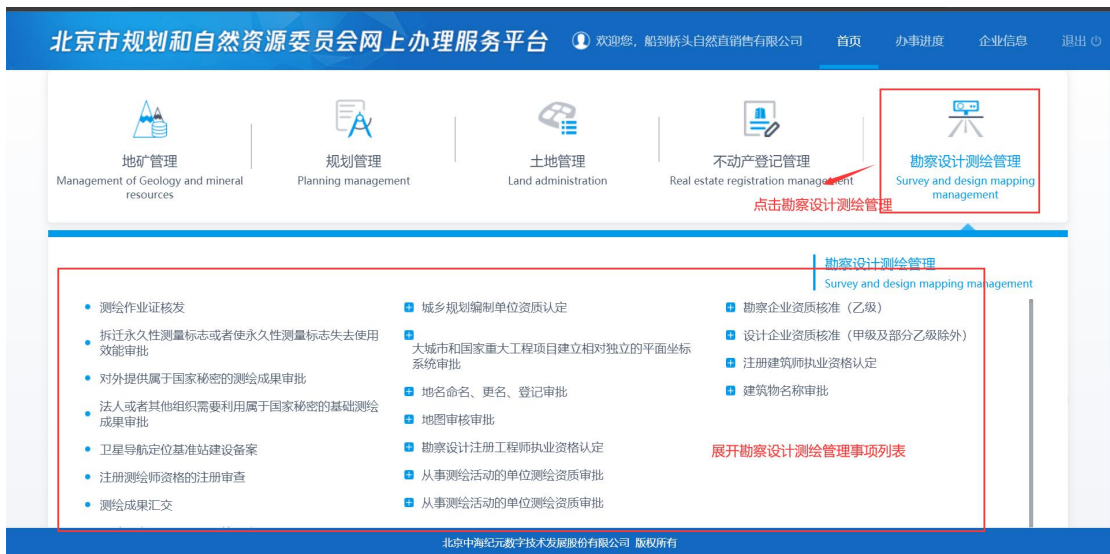 北京市规划和自然资源委员会网上办理服务平台
欢迎您，船到桥头自然直销售有限公司
首页
办事进度
企业信息
退出
地矿管理
Management of Geology and mineral
resources
规划管理
Planning management
土地管理
Land administration
不动产登记管理
Real estate registration management
勘察设计测绘管理
Survey and design mapping
management
点击勘察设计测绘管理
勘察设计测绘管理
Survey and design mapping management
测绘作业证核发
拆迁永久性测量标志或者使永久性测量标志失去使用
效能审批
对外提供属于国家秘密的测绘成果审批
法人或者其他组织需要利用属于国家秘密的基础测绘
成果审批
卫星导航定位基准站建设备案
注册测绘师资格的注册审查
测绘成果汇交
城乡规划编制单位资质认定
大城市和国家重大工程项目建立相对独立的平面坐标
系统审批
地名命名、更名、登记审批
地图审核审批
勘察设计注册工程师执业资格认定
从事测绘活动的单位测绘资质审批
从事测绘活动的单位测绘资质审批
勘察企业资质核准（乙级）
设计企业资质核准（甲级及部分乙级除外）
注册建筑师执业资格认定
建筑物名称审批
展开勘察设计测绘管理事项列表
北京中海纪元数字技术发展股份有限公司 版权所有